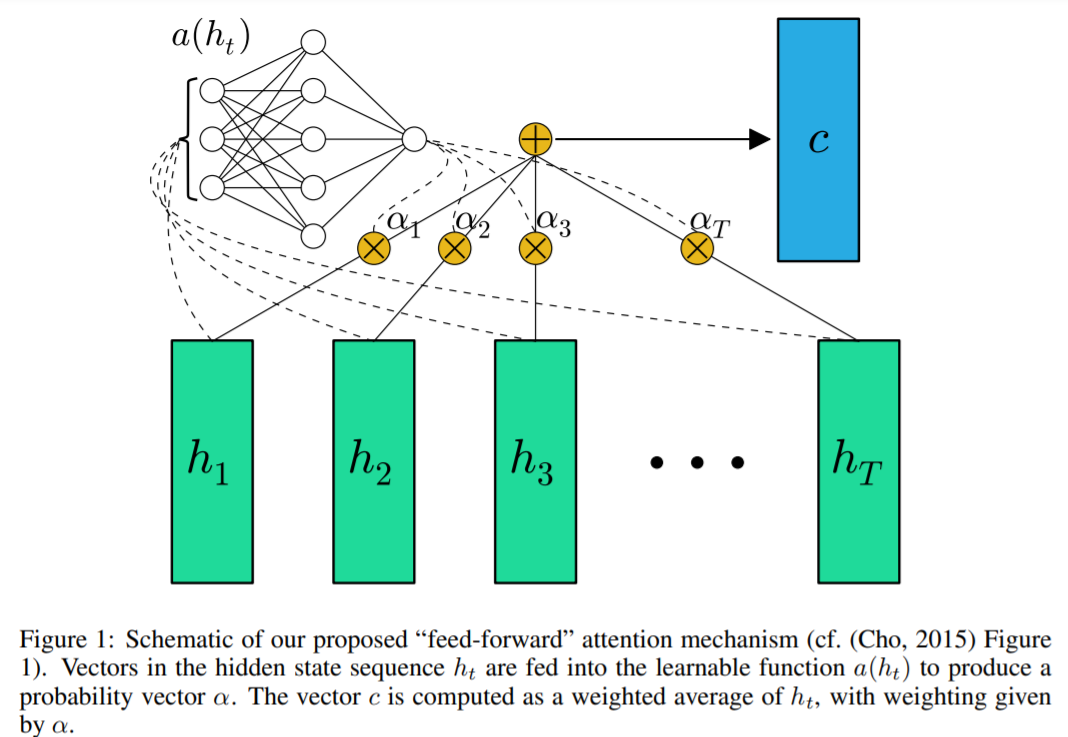 a(h_t)
c
α_1 α_2 α_3 α_T
h_1 h_2 h_3 ••• h_T
Figure 1: Schematic of our proposed “feed-forward” attention mechanism (cf. (Cho, 2015) Figure
1). Vectors in the hidden state sequence h_t are fed into the learnable function a(h_t) to produce a
probability vector α. The vector c is computed as a weighted average of h_t, with weighting given
by α.